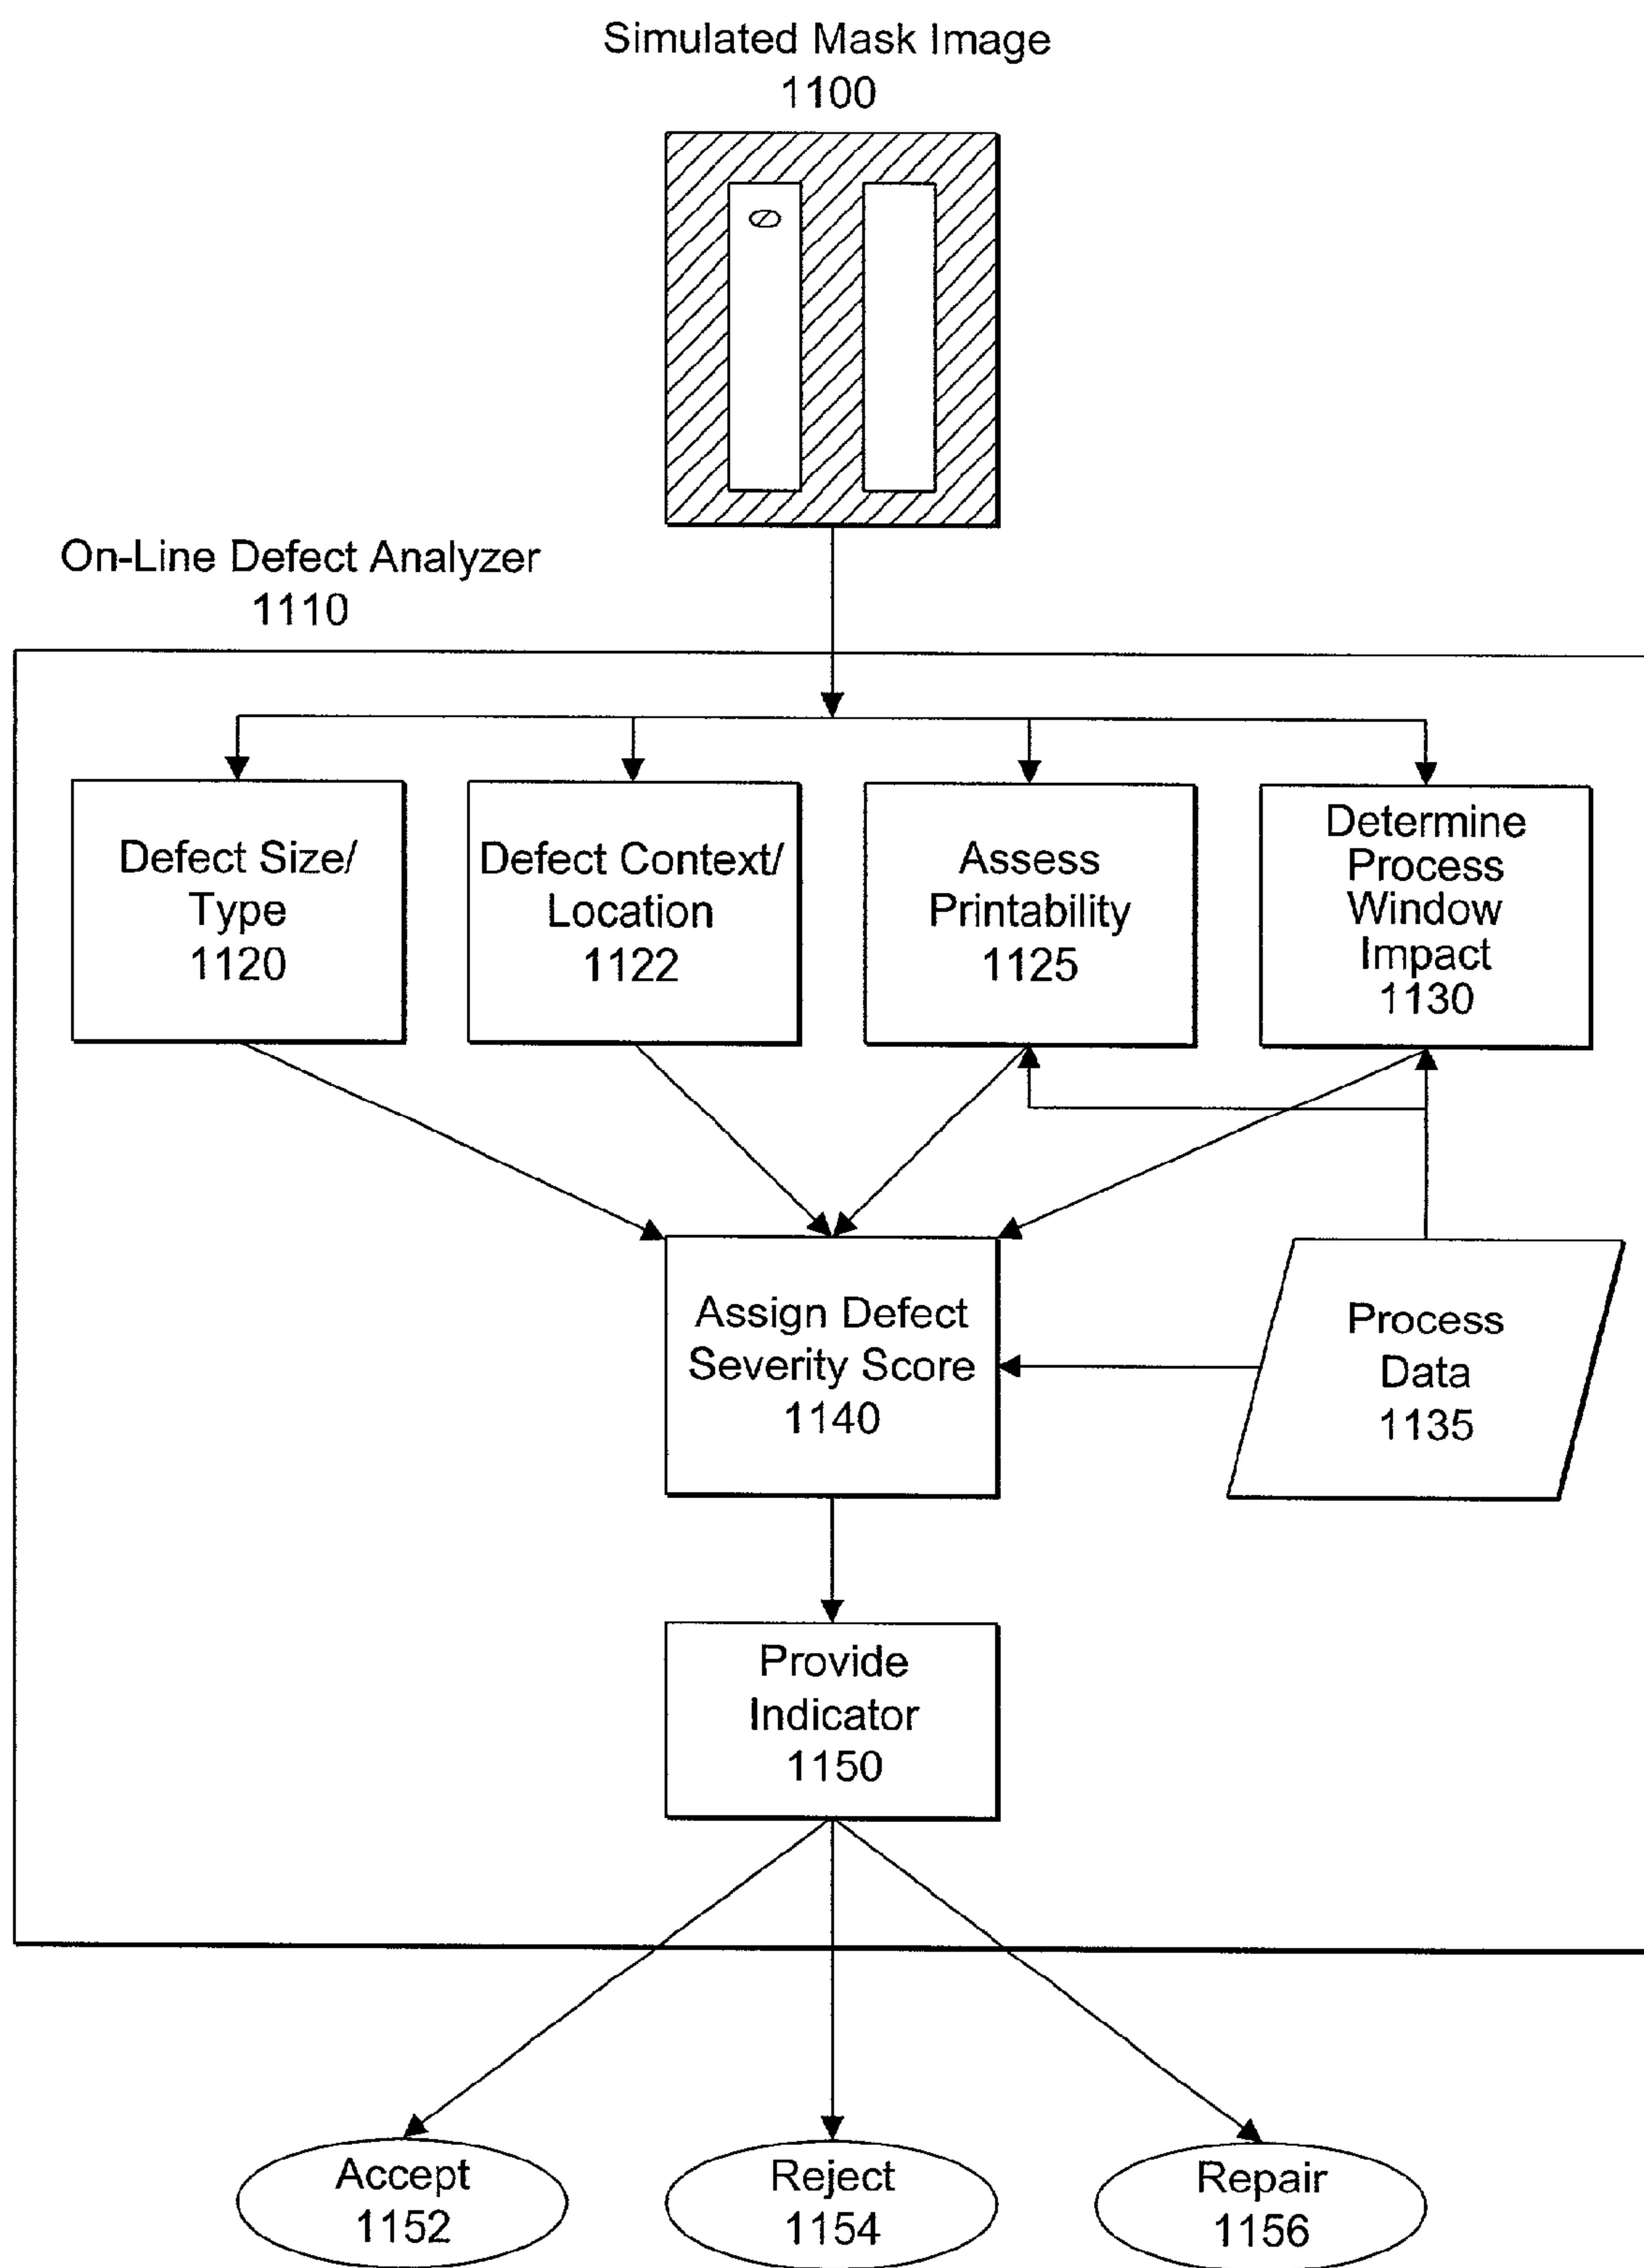 Simulated Mask Image
1100
On-Line Defect Analyzer
1110
Defect Size/
Type
1120
Defect Context/
Location
1122
Assess
Printability
1125
Determine
Process
Window
Impact
1130
Assign Defect
Severity Score
1140
Process
Data
1135
Provide
Indicator
1150
Accept
1152
Reject
1154
Repair
1156